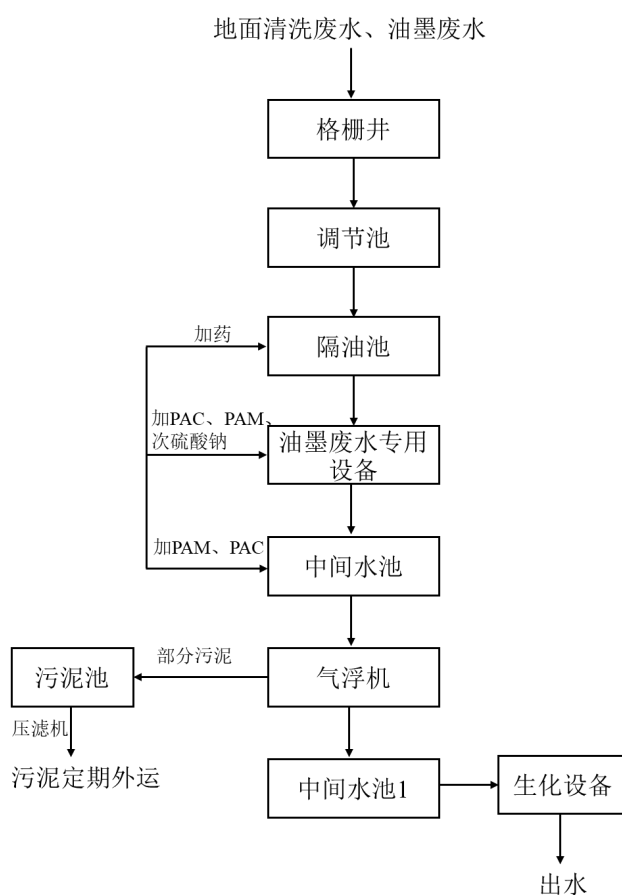 地面清洗废水、油墨废水
格栅井
调节池
加药
隔油池
加PAC、PAM、
次硫酸钠
油墨废水专用
设备
加PAM、PAC
中间水池
部分污泥
污泥池
气浮机
压滤机
污泥定期外运
中间水池1
生化设备
出水